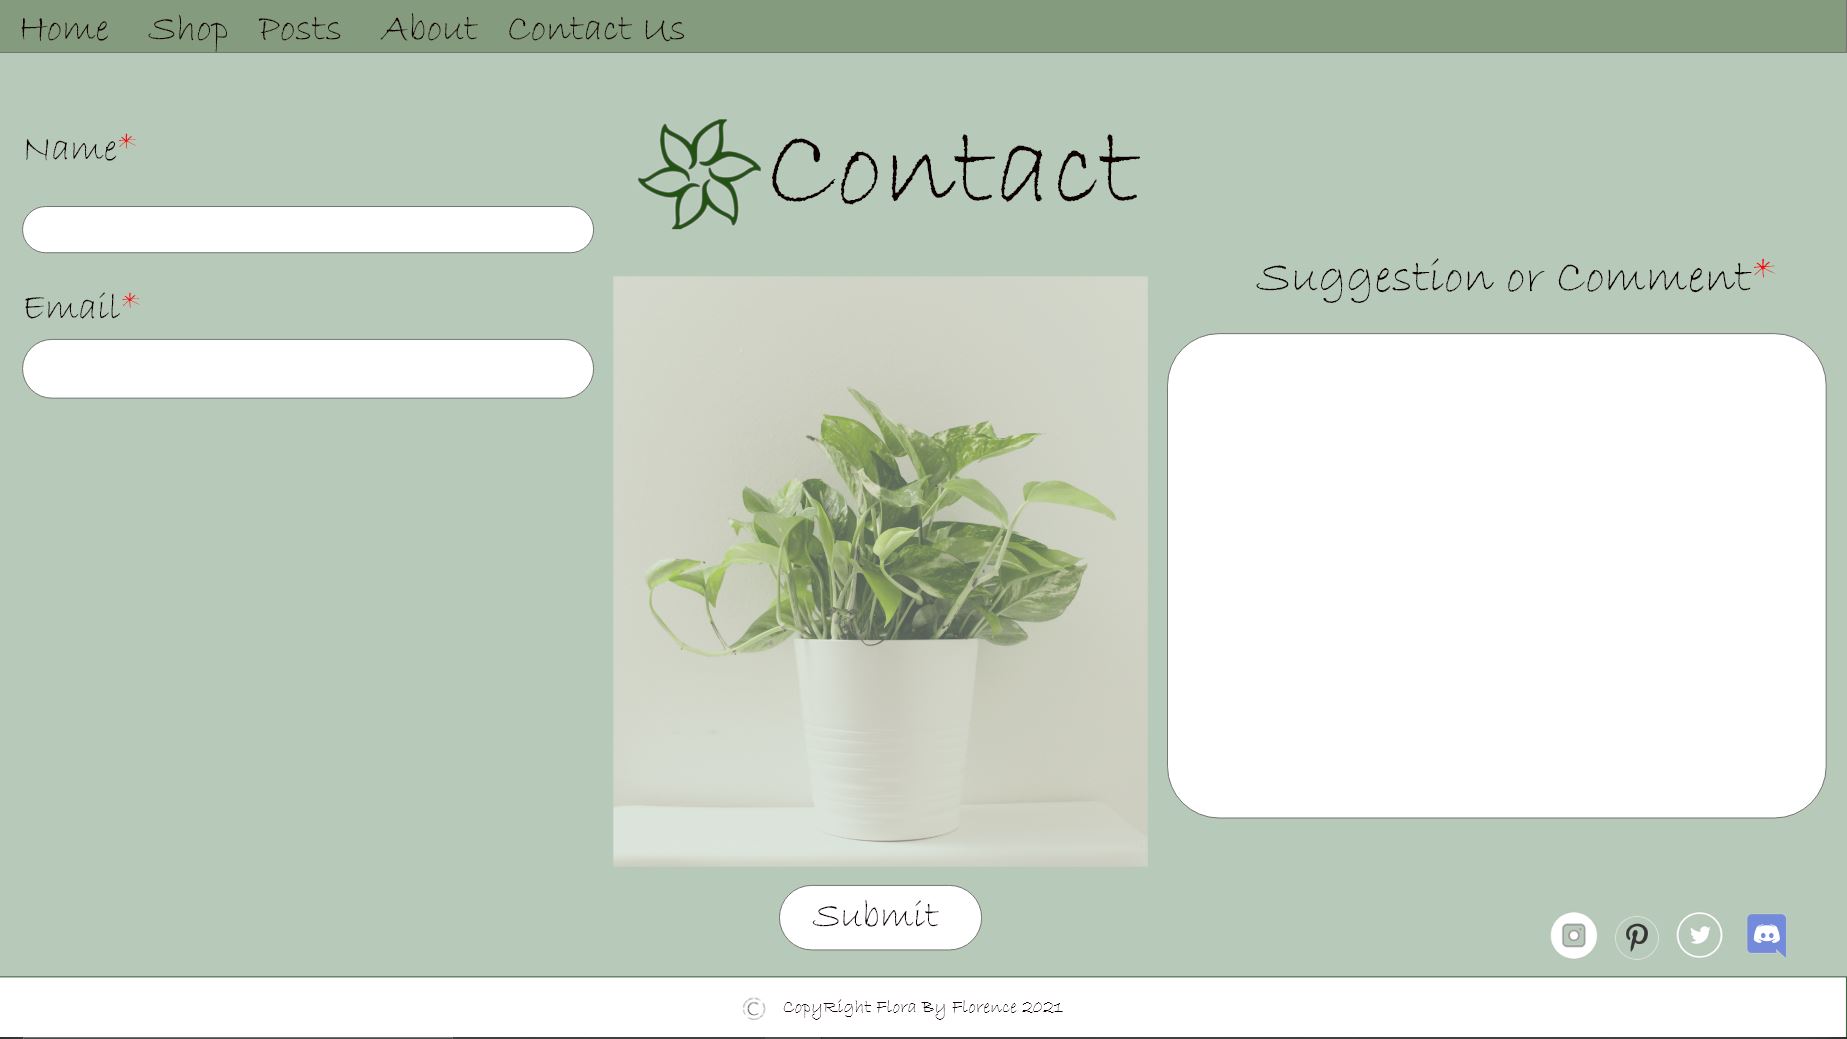 Home Shop Posts About Contact Us
Contact
Name*
Email*
Suggestion or Comment*
Submit
© CopyRight Flora By Florence 2021